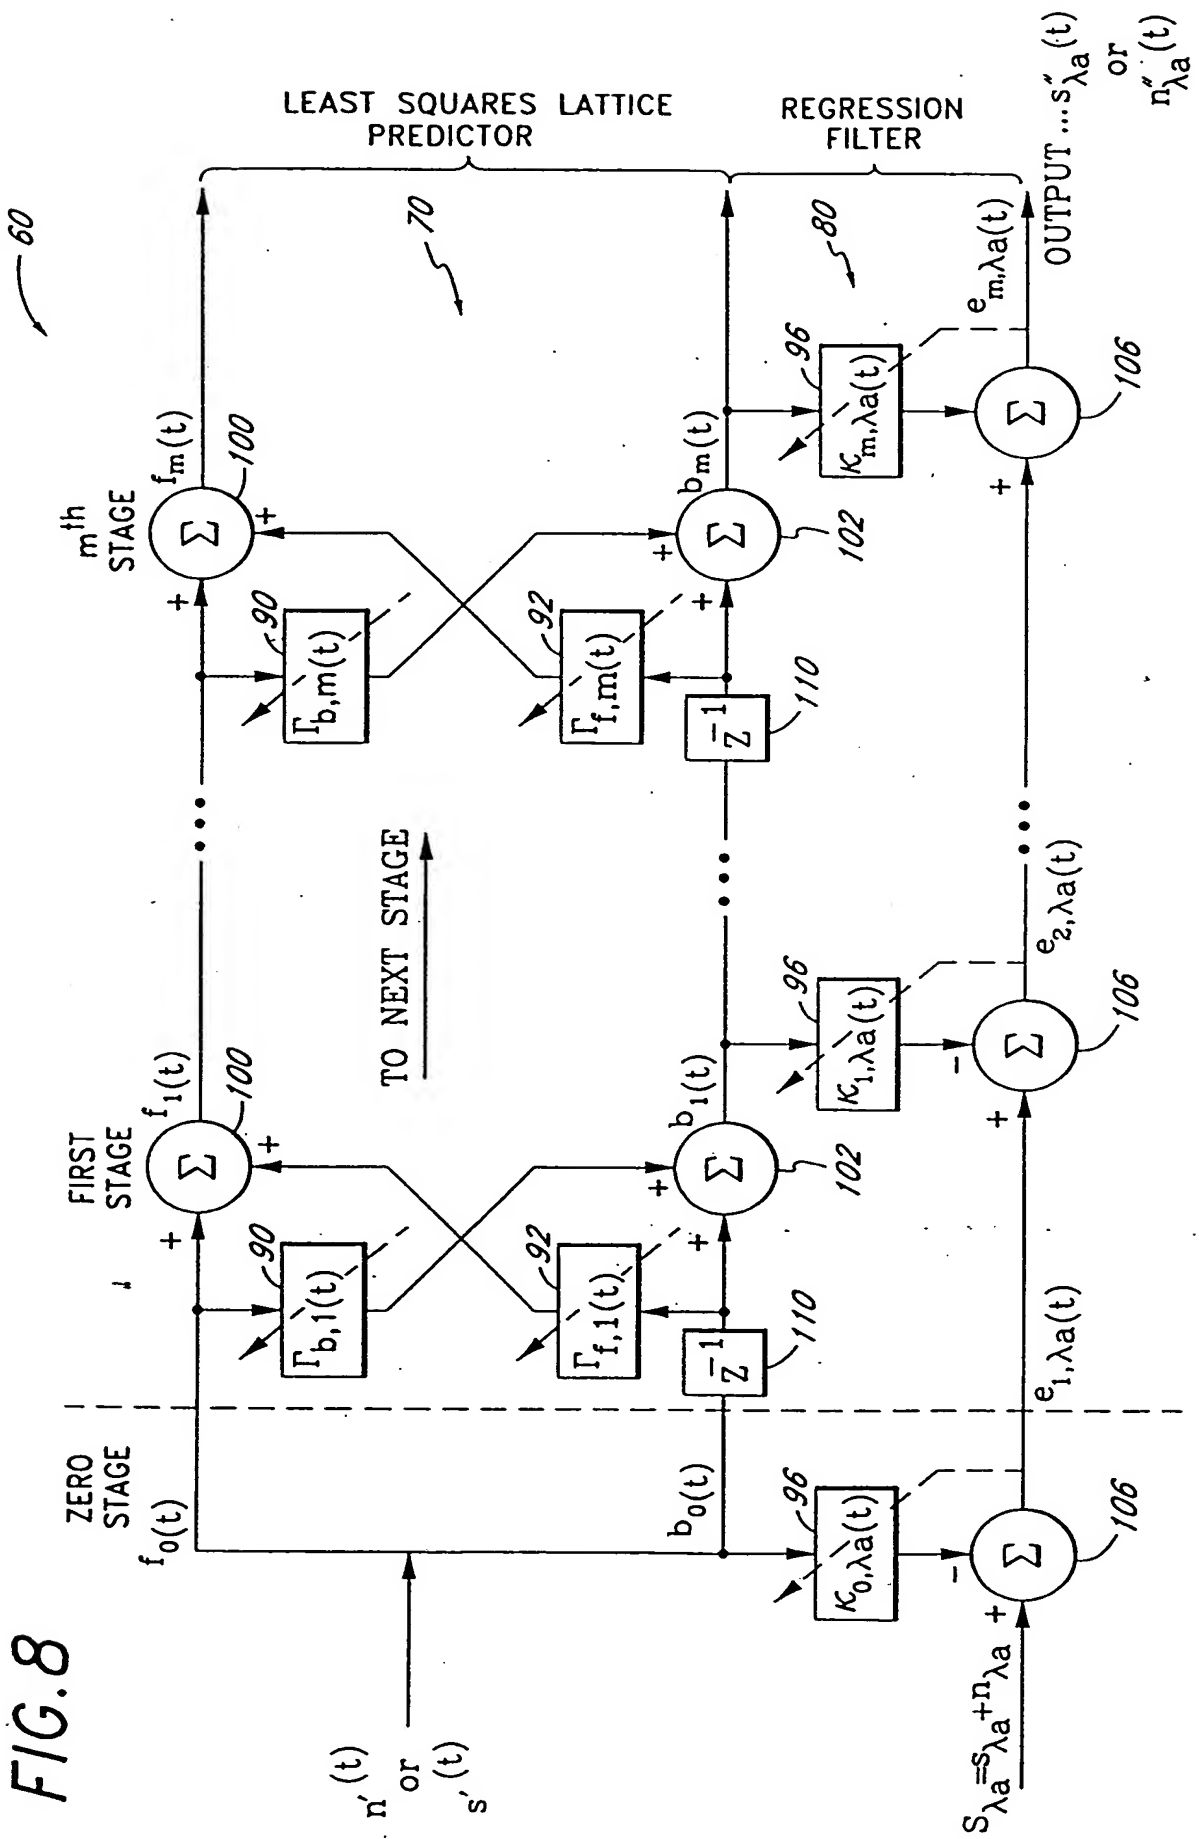 FIG. 8
60
ZERO
STAGE
FIRST
STAGE
mth
STAGE
f0(t)
f1(t)
fm(t)
100
100
+
+
+
+
90
90
Γb,1(t)
Γb,m(t)
LEAST SQUARES LATTICE
PREDICTOR
70
n′(t)
or
s′(t)
TO NEXT STAGE
92
92
Γf,1(t)
Γf,m(t)
b0(t)
b1(t)
bm(t)
Z−1
Z−1
+
+
+
+
Σ
Σ
Σ
Σ
110
110
102
102
REGRESSION
FILTER
80
96
96
96
κ0,λa(t)
κ1,λa(t)
κm,λa(t)
−
−
Sλa=sλa+nλa
+
+
+
Σ
Σ
Σ
e1,λa(t)
e2,λa(t)
em,λa(t)
106
106
106
OUTPUT...s″λa(t)
or
n″λa(t)